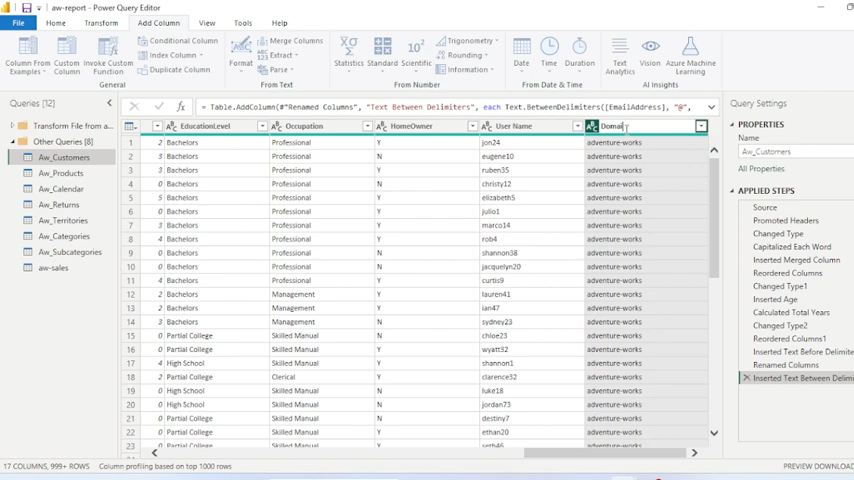 aw-report - Power Query Editor
File Home Transform Add Column View Tools Help
Column From Examples Custom Column Invoke Custom Function Conditional Column Index Column Duplicate Column
General
Format Merge Columns Extract Parse
From Text
Statistics Standard Scientific Trigonometry Rounding Information
From Number
Date Time Duration
From Date & Time
Text Analytics Vision Azure Machine Learning
AI Insights
Queries [12]
Transform File from a...
Other Queries [8]
Aw_Customers
Aw_Products
Aw_Calendar
Aw_Returns
Aw_Territories
Aw_Categories
Aw_Subcategories
aw-sales
= Table.AddColumn(#"Renamed Columns", "Text Between Delimiters", each Text.BetweenDelimiters([EmailAddress], "@",
EducationLevel Occupation HomeOwner User Name Domai
1 2 Bachelors Professional Y jon24 adventure-works
2 3 Bachelors Professional N eugene10 adventure-works
3 3 Bachelors Professional Y ruben35 adventure-works
4 0 Bachelors Professional N christy12 adventure-works
5 5 Bachelors Professional Y elizabeth5 adventure-works
6 0 Bachelors Professional Y julio1 adventure-works
7 3 Bachelors Professional Y marco14 adventure-works
8 4 Bachelors Professional Y rob4 adventure-works
9 0 Bachelors Professional N shannon38 adventure-works
10 0 Bachelors Professional N jacquelyn20 adventure-works
11 4 Bachelors Professional Y curtis9 adventure-works
12 2 Bachelors Management Y lauren41 adventure-works
13 2 Bachelors Management Y ian47 adventure-works
14 3 Bachelors Management N sydney23 adventure-works
15 0 Partial College Skilled Manual N chloe23 adventure-works
16 0 Partial College Skilled Manual Y wyatt32 adventure-works
17 4 High School Skilled Manual Y shannon1 adventure-works
18 2 Partial College Clerical Y clarence32 adventure-works
19 0 High School Skilled Manual N luke18 adventure-works
20 0 High School Skilled Manual N jordan73 adventure-works
21 0 Partial College Skilled Manual N destiny7 adventure-works
22 0 Partial College Skilled Manual Y ethan20 adventure-works
23 0 Partial College Skilled Manual Y seth46 adventure-works
Query Settings
PROPERTIES
Name
Aw_Customers
All Properties
APPLIED STEPS
Source
Promoted Headers
Changed Type
Capitalized Each Word
Inserted Merged Column
Reordered Columns
Changed Type1
Inserted Age
Calculated Total Years
Changed Type2
Reordered Columns1
Inserted Text Before Delimite
Renamed Columns
Inserted Text Between Delimi
17 COLUMNS, 999+ ROWS Column profiling based on top 1000 rows PREVIEW DOWNLOAD